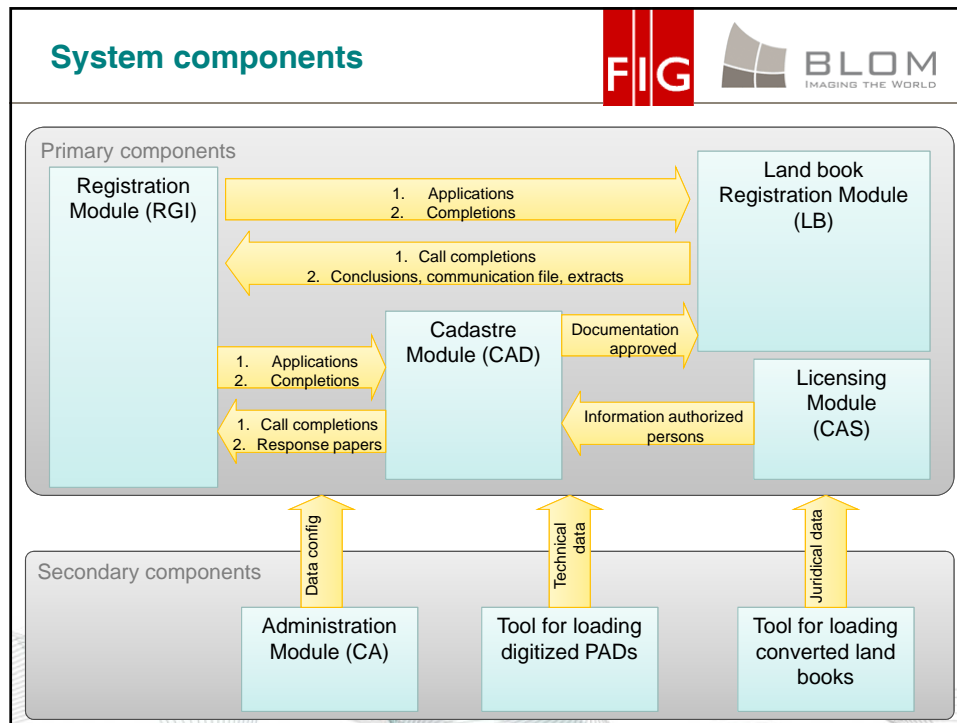 System components
FIG
BLOM
IMAGING THE WORLD
Primary components
Registration
Module (RGI)
1. Applications
2. Completions
Land book
Registration Module
(LB)
1. Call completions
2. Conclusions, communication file, extracts
Cadastre
Module (CAD)
Documentation
approved
1. Applications
2. Completions
Licensing
Module
(CAS)
1. Call completions
2. Response papers
Information authorized
persons
Data config
Technical
data
Juridical data
Secondary components
Administration
Module (CA)
Tool for loading
digitized PADs
Tool for loading
converted land
books